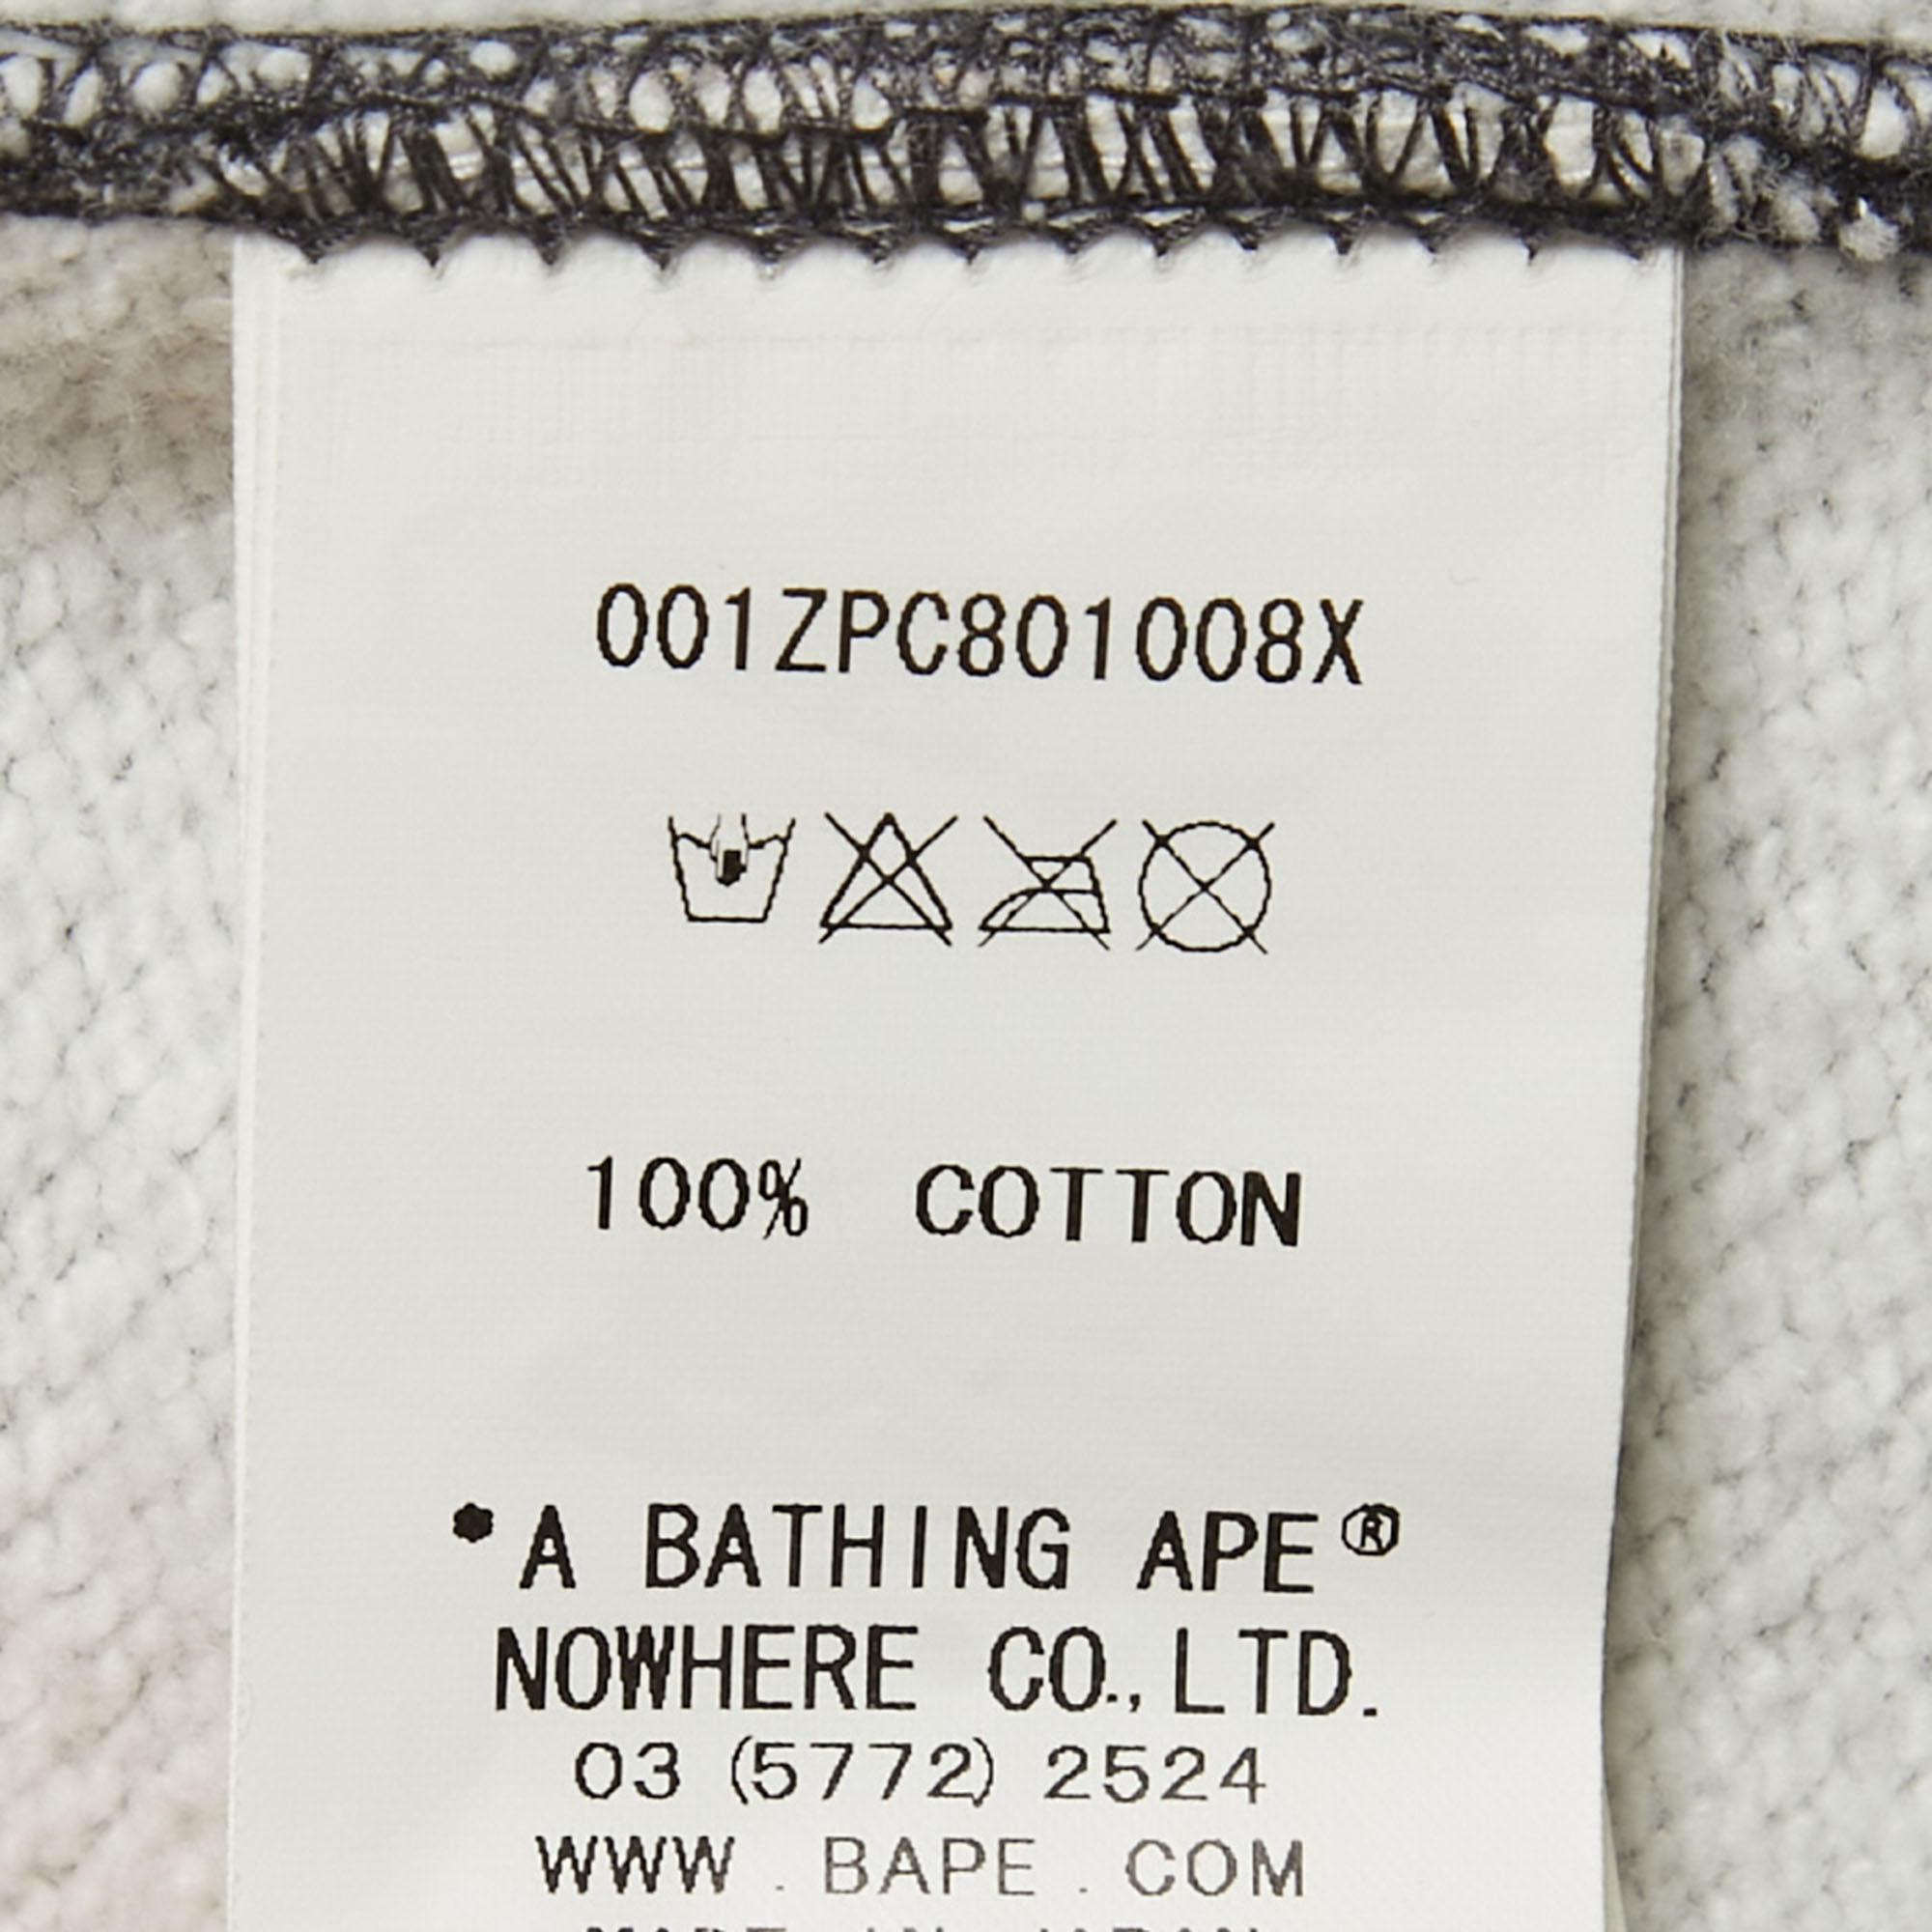 001ZPC801008X
100% COTTON
•A BATHING APE®
NOWHERE CO.,LTD.
03 (5772) 2524
WWW . BAPE . COM